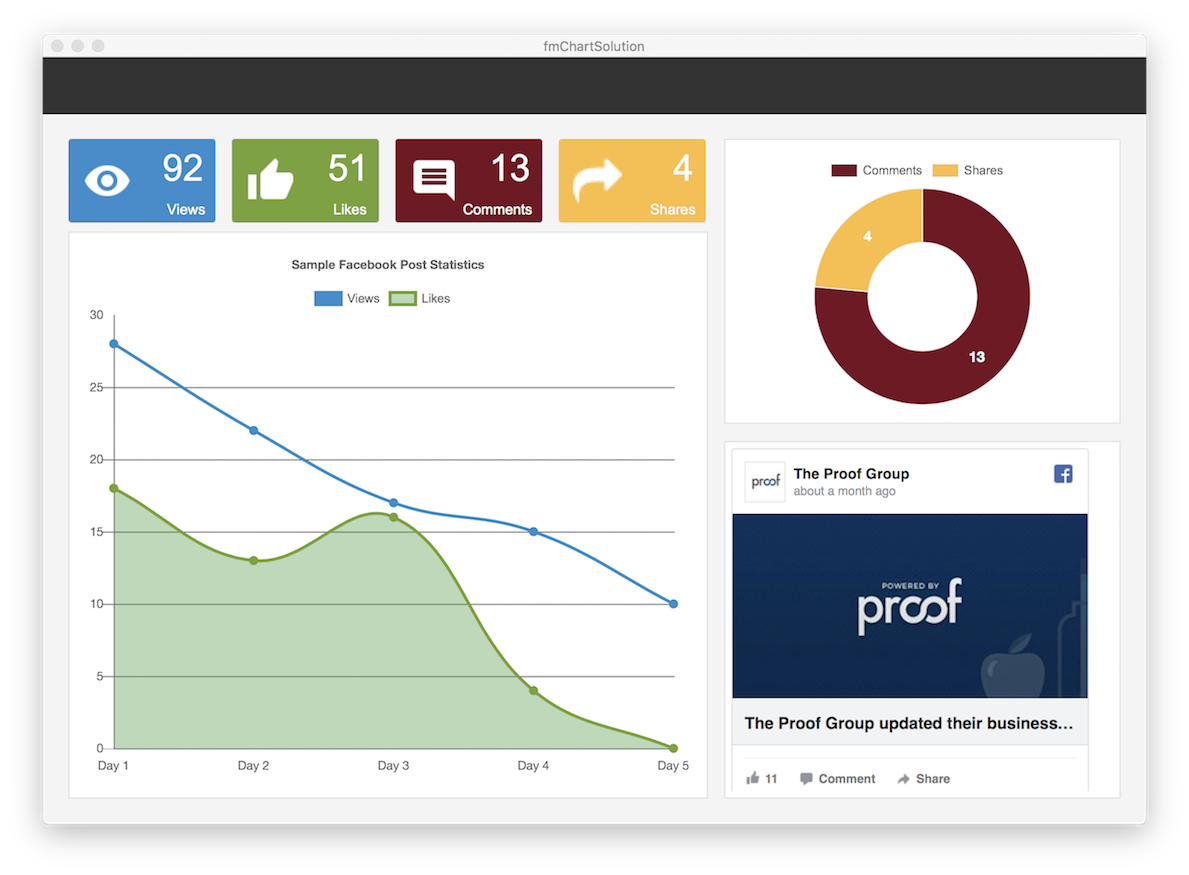 fmChartSolution
92
Views
51
Likes
13
Comments
4
Shares
Sample Facebook Post Statistics
Views Likes
30
25
20
15
10
5
0
Day 1 Day 2 Day 3 Day 4 Day 5
Comments Shares
4
13
proof
The Proof Group
about a month ago
POWERED BY
proof
The Proof Group updated their business...
11 Comment Share